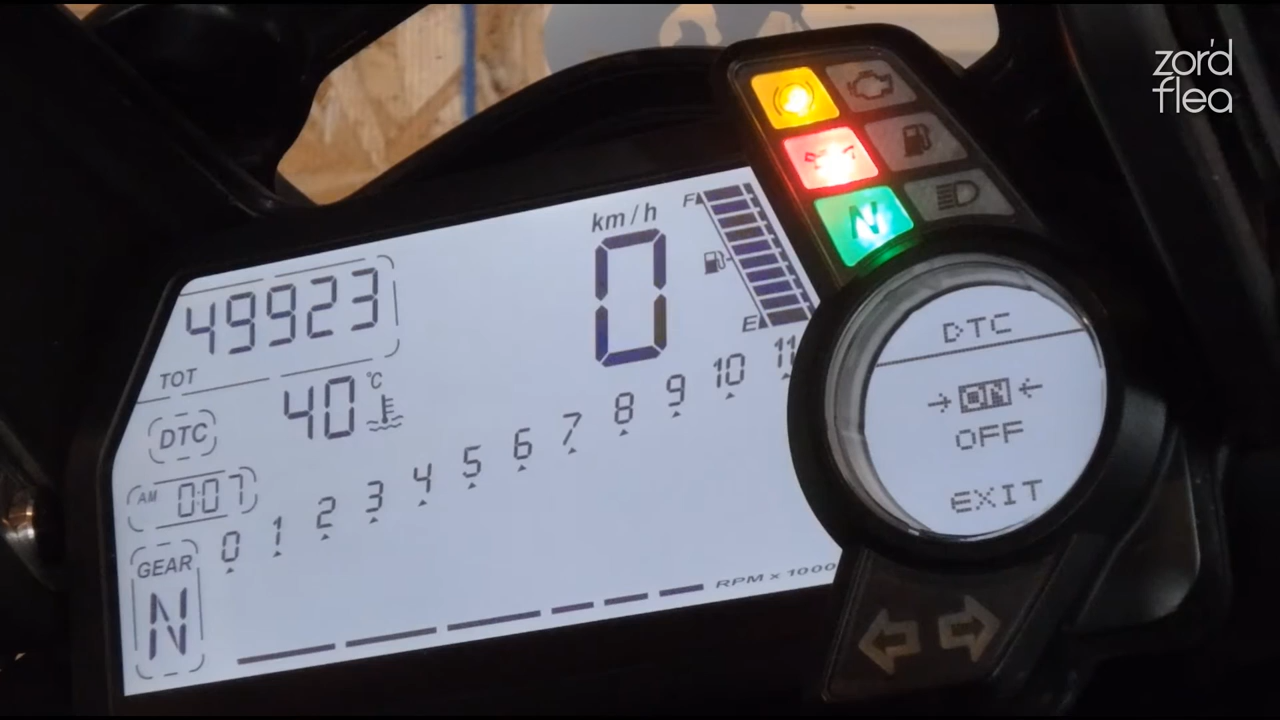 zor'd
flea
km/h
0
F
E
49923
TOT
40 °C
DTC
AM 0:07
GEAR
N
0 1 2 3 4 5 6 7 8 9 10 11
RPM x 1000
N
DTC
ON
OFF
EXIT